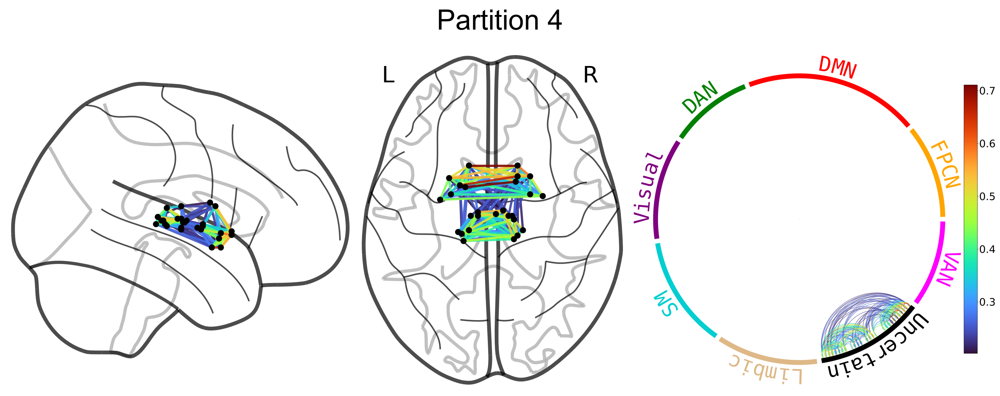 Partition 4
L
R
DMN
DAN
FPCN
Visual
VAN
SM
Uncertain
Limbic
0.7
0.6
0.5
0.4
0.3